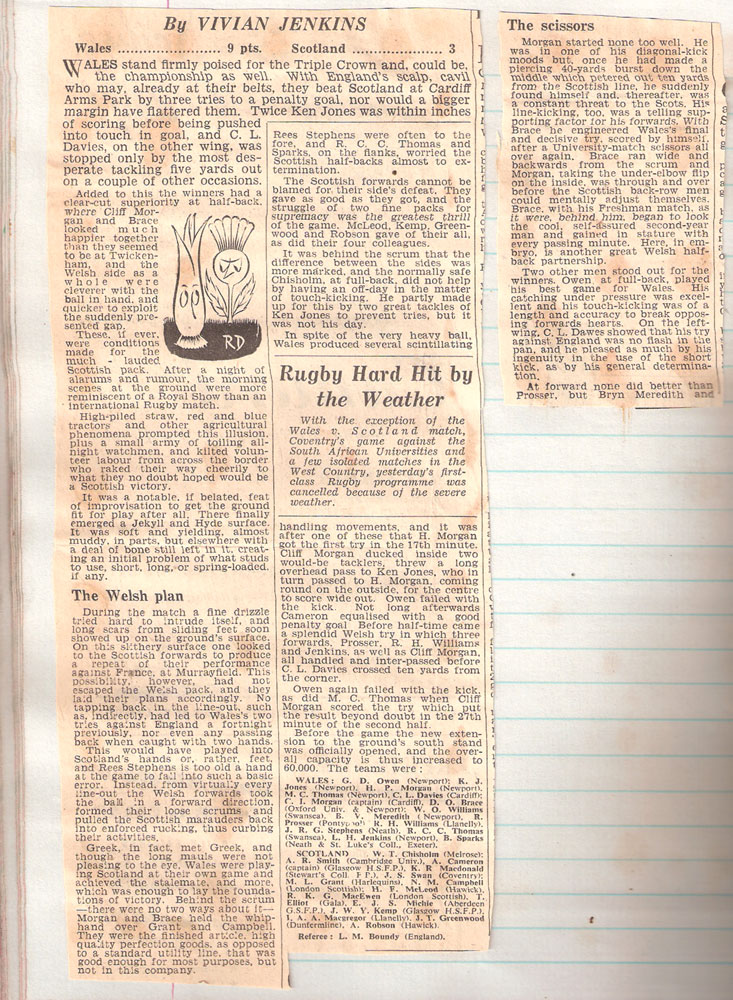 By VIVIAN JENKINS
Wales ..................... 9 pts. Scotland .................... 3
WALES stand firmly poised for the Triple Crown and, could be,
the championship as well. With England's scalp, cavil
who may, already at their belts, they beat Scotland at Cardiff
Arms Park by three tries to a penalty goal, nor would a bigger
margin have flattered them. Twice Ken Jones was within inches
of scoring before being pushed
into touch in goal, and C. L.
Davies, on the other wing, was
stopped only by the most des-
perate tackling five yards out
on a couple of other occasions.
Added to this the winners had a
clear-cut superiority at half-back,
where Cliff Mor-
gan and Brace
looked much
happier together
than they seemed
to be at Twicken-
ham, and the
Welsh side as a
whole were
cleverer with the
ball in hand, and
quicker to exploit
the suddenly pre-
sented gap.
These, if ever,
were conditions
made for the
much - lauded
Scottish pack. After a night of
alarums and rumour, the morning
scenes at the ground were more
reminiscent of a Royal Show than an
international Rugby match.
High-piled straw, red and blue
tractors and other agricultural
phenomena prompted this illusion,
plus a small army of toiling all-
night watchmen, and kilted volun-
teer labour from across the border
who raked their way cheerily to
what they no doubt hoped would be
a Scottish victory.
It was a notable, if belated, feat
of improvisation to get the ground
fit for play after all. There finally
emerged a Jekyll and Hyde surface.
It was soft and yielding, almost
muddy, in parts, but elsewhere with
a deal of bone still left in it, creat-
ing an initial problem of what studs
to use, short, long, or spring-loaded,
if any.
The Welsh plan
During the match a fine drizzle
tried hard to intrude itself, and
long scars from sliding feet soon
showed up on the ground's surface.
On this slithery surface one looked
to the Scottish forwards to produce
a repeat of their performance
against France, at Murrayfield. This
possibility, however, had not
escaped the Welsh pack, and they
laid their plans accordingly. No
tapping back in the line-out, such
as, indirectly, had led to Wales's two
tries against England a fortnight
previously, nor even any passing
back when caught with two hands.
This would have played into
Scotland's hands or, rather, feet,
and Rees Stephens is too old a hand
at the game to fall into such a basic
error. Instead, from virtually every
line-out the Welsh forwards took
the ball in a forward direction,
formed their loose scrums and
pulled the Scottish marauders back
into enforced rucking, thus curbing
their activities.
Greek, in fact, met Greek, and
though the long mauls were not
pleasing to the eye, Wales were play-
ing Scotland at their own game and
achieved the stalemate, and more,
which was enough to lay the founda-
tions of victory. Behind the scrum
—there were no two ways about it—
Morgan and Brace held the whip-
hand over Grant and Campbell.
They were the finished article, high
quality perfection goods, as opposed
to a standard utility line, that was
good enough for most purposes, but
not in this company.
RD
Rees Stephens were often to the
fore, and R. C. C. Thomas and
Sparks, on the flanks, worried the
Scottish half-backs almost to ex-
termination.
The Scottish forwards cannot be
blamed for their side's defeat. They
gave as good as they got, and the
struggle of two fine packs for
supremacy was the greatest thrill
of the game. McLeod, Kemp, Green-
wood and Robson gave of their all,
as did their four colleagues.
It was behind the scrum that the
difference between the sides was
more marked, and the normally safe
Chisholm, at full-back, did not help
by having an off-day in the matter
of touch-kicking. He partly made
up for this by two great tackles of
Ken Jones to prevent tries, but it
was not his day.
In spite of the very heavy ball,
Wales produced several scintillating
Rugby Hard Hit by
the Weather
With the exception of the
Wales v. Scotland match,
Coventry's game against the
South African Universities and
a few isolated matches in the
West Country, yesterday's first-
class Rugby programme was
cancelled because of the severe
weather.
handling movements, and it was
after one of these that H. Morgan
got the first try in the 17th minute.
Cliff Morgan ducked inside two
would-be tacklers, threw a long
overhead pass to Ken Jones, who in
turn passed to H. Morgan, coming
round on the outside, for the centre
to score wide out. Owen failed with
the kick. Not long afterwards
Cameron equalised with a good
penalty goal Before half-time came
a splendid Welsh try in which three
forwards, Prosser, R. H. Williams
and Jenkins, as well as Cliff Morgan,
all handled and inter-passed before
C. L. Davies crossed ten yards from
the corner.
Owen again failed with the kick,
as did M. C. Thomas when Cliff
Morgan scored the try which put
the result beyond doubt in the 27th
minute of the second half.
Before the game the new exten-
sion to the ground's south stand
was officially opened, and the over-
all capacity is thus increased to
60,000. The teams were:
WALES: G. D. Owen (Newport); K. J.
Jones (Newport), H. P. Morgan (Newport),
M. C. Thomas (Newport), C. L. Davies (Cardiff);
C. I. Morgan (captain) (Cardiff), D. O. Brace
(Oxford Univ. & Newport); W. O. Williams
(Swansea), B. V. Meredith (Newport), R.
Prosser (Pontypool) R. H. Williams (Llanelly),
J. R. G. Stephens (Neath), R. C. C. Thomas
(Swansea), L. H. Jenkins (Newport), B. Sparks
(Neath & St. Luke's Coll., Exeter).
SCOTLAND: W. T. Chisholm (Melrose);
A. R. Smith (Cambridge Univ.), A. Cameron
(captain) (Glasgow H.S.F.P.), K. R Macdonald
(Stewart's Coll. F.P.), J. S. Swan (Coventry);
M. L. Grant (Harlequins), N. M. Campbell
(London Scottish); H. F. McLeod (Hawick),
R. K. G. MacEwen (London Scottish), T.
Elliot (Gala), E. J. S. Michie (Aberdeen
G.S.F.P.), J. W. Y. Kemp (Glasgow H.S.F.P.),
I. A. A. Macgregor (Llanelly), J. T. Greenwood
(Dunfermline), A. Robson (Hawick).
Referee: L. M. Boundy (England).
The scissors
Morgan started none too well. He
was in one of his diagonal-kick
moods but, once he had made a
piercing 40-yards burst down the
middle which petered out ten yards
from the Scottish line, he suddenly
found himself and, thereafter, was
a constant threat to the Scots. His
line-kicking, too, was a telling sup-
porting factor for his forwards. With
Brace he engineered Wales's final
and decisive try, scored by himself,
after a University-match scissors all
over again. Brace ran wide and
backwards from the scrum and
Morgan, taking the under-elbow flip
on the inside, was through and over
before the Scottish back-row men
could mentally adjust themselves.
Brace, with his Freshman match, as
it were, behind him, began to look
the cool, self-assured second-year
man and gained in stature with
every passing minute. Here, in em-
bryo, is another great Welsh half-
back partnership.
Two other men stood out for the
winners. Owen, at full-back, played
his best game for Wales. His
catching under pressure was excel-
lent and his touch-kicking was of a
length and accuracy to break oppos-
ing forwards hearts. On the left-
wing, C. L. Davies showed that his try
against England was no flash in the
pan, and he pleased as much by his
ingenuity in the use of the short
kick, as by his general determina-
tion.
At forward none did better than
Prosser, but Bryn Meredith and